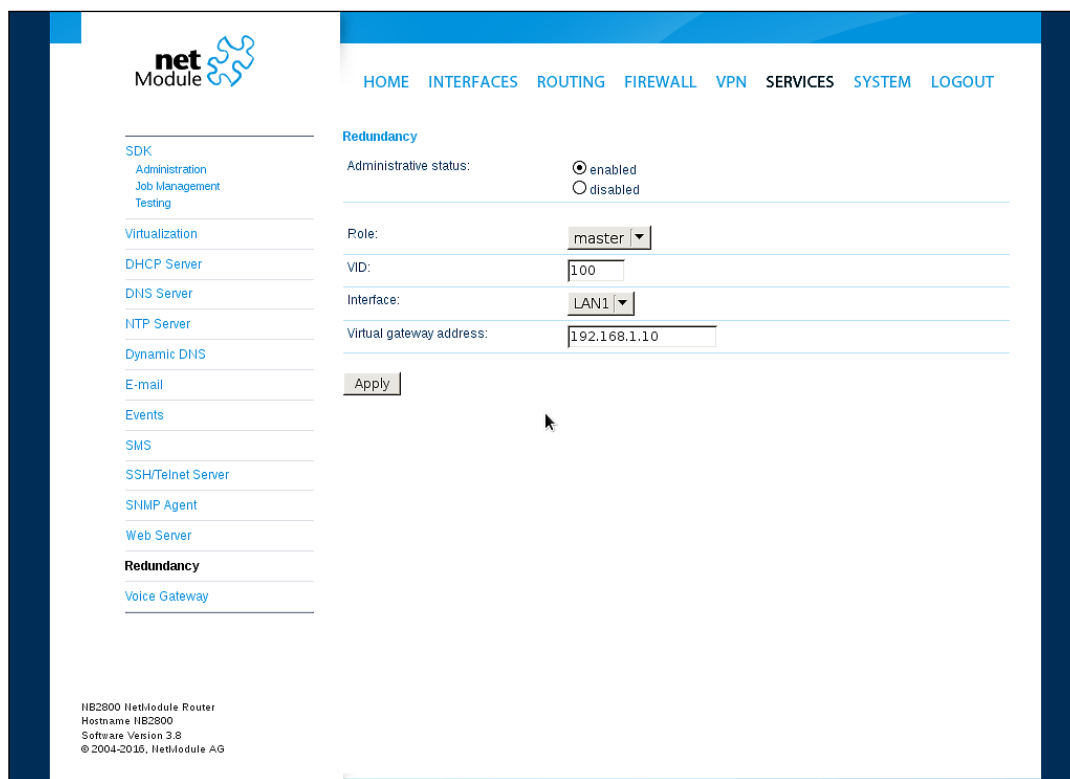 net
Module
HOME INTERFACES ROUTING FIREWALL VPN SERVICES SYSTEM LOGOUT
SDK
Administration
Job Management
Testing
Virtualization
DHCP Server
DNS Server
NTP Server
Dynamic DNS
E-mail
Events
SMS
SSH/Telnet Server
SNMP Agent
Web Server
Redundancy
Voice Gateway
Redundancy
Administrative status:
enabled
disabled
Role: master
VID: 100
Interface: LAN1
Virtual gateway address: 192.168.1.10
Apply
NB2800 NetModule Router
Hostname NB2800
Software Version 3.8
© 2004-2016, NetModule AG